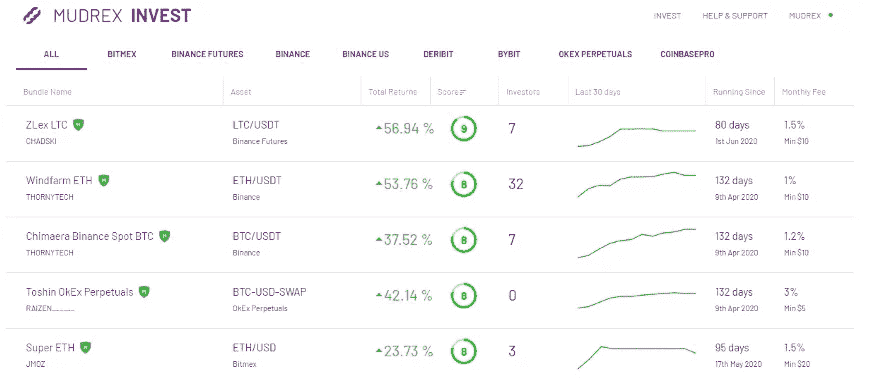 MUDREX INVEST
INVEST HELP & SUPPORT MUDREX
ALL BITMEX BINANCE FUTURES BINANCE BINANCE US DERIBIT BYBIT OKEX PERPETUALS COINBASEPRO
Bundle Name Asset Total Returns Score Investors Last 30 days Running Since Monthly Fee
ZLex LTC LTC/USDT 56.94 % 9 7 80 days 1.5%
CHADSKI Binance Futures 1st Jun 2020 Min $10
Windfarm ETH ETH/USDT 53.76 % 8 32 132 days 1%
THORNYTECH Binance 9th Apr 2020 Min $10
Chimaera Binance Spot BTC BTC/USDT 37.52 % 8 7 132 days 1.2%
THORNYTECH Binance 9th Apr 2020 Min $10
Toshin OkEx Perpetuals BTC-USD-SWAP 42.14 % 8 0 132 days 3%
RAIZEN OkEx Perpetuals 9th Apr 2020 Min $5
Super ETH ETH/USD 23.73 % 8 3 95 days 1.5%
JMOZ Bitmex 17th May 2020 Min $20